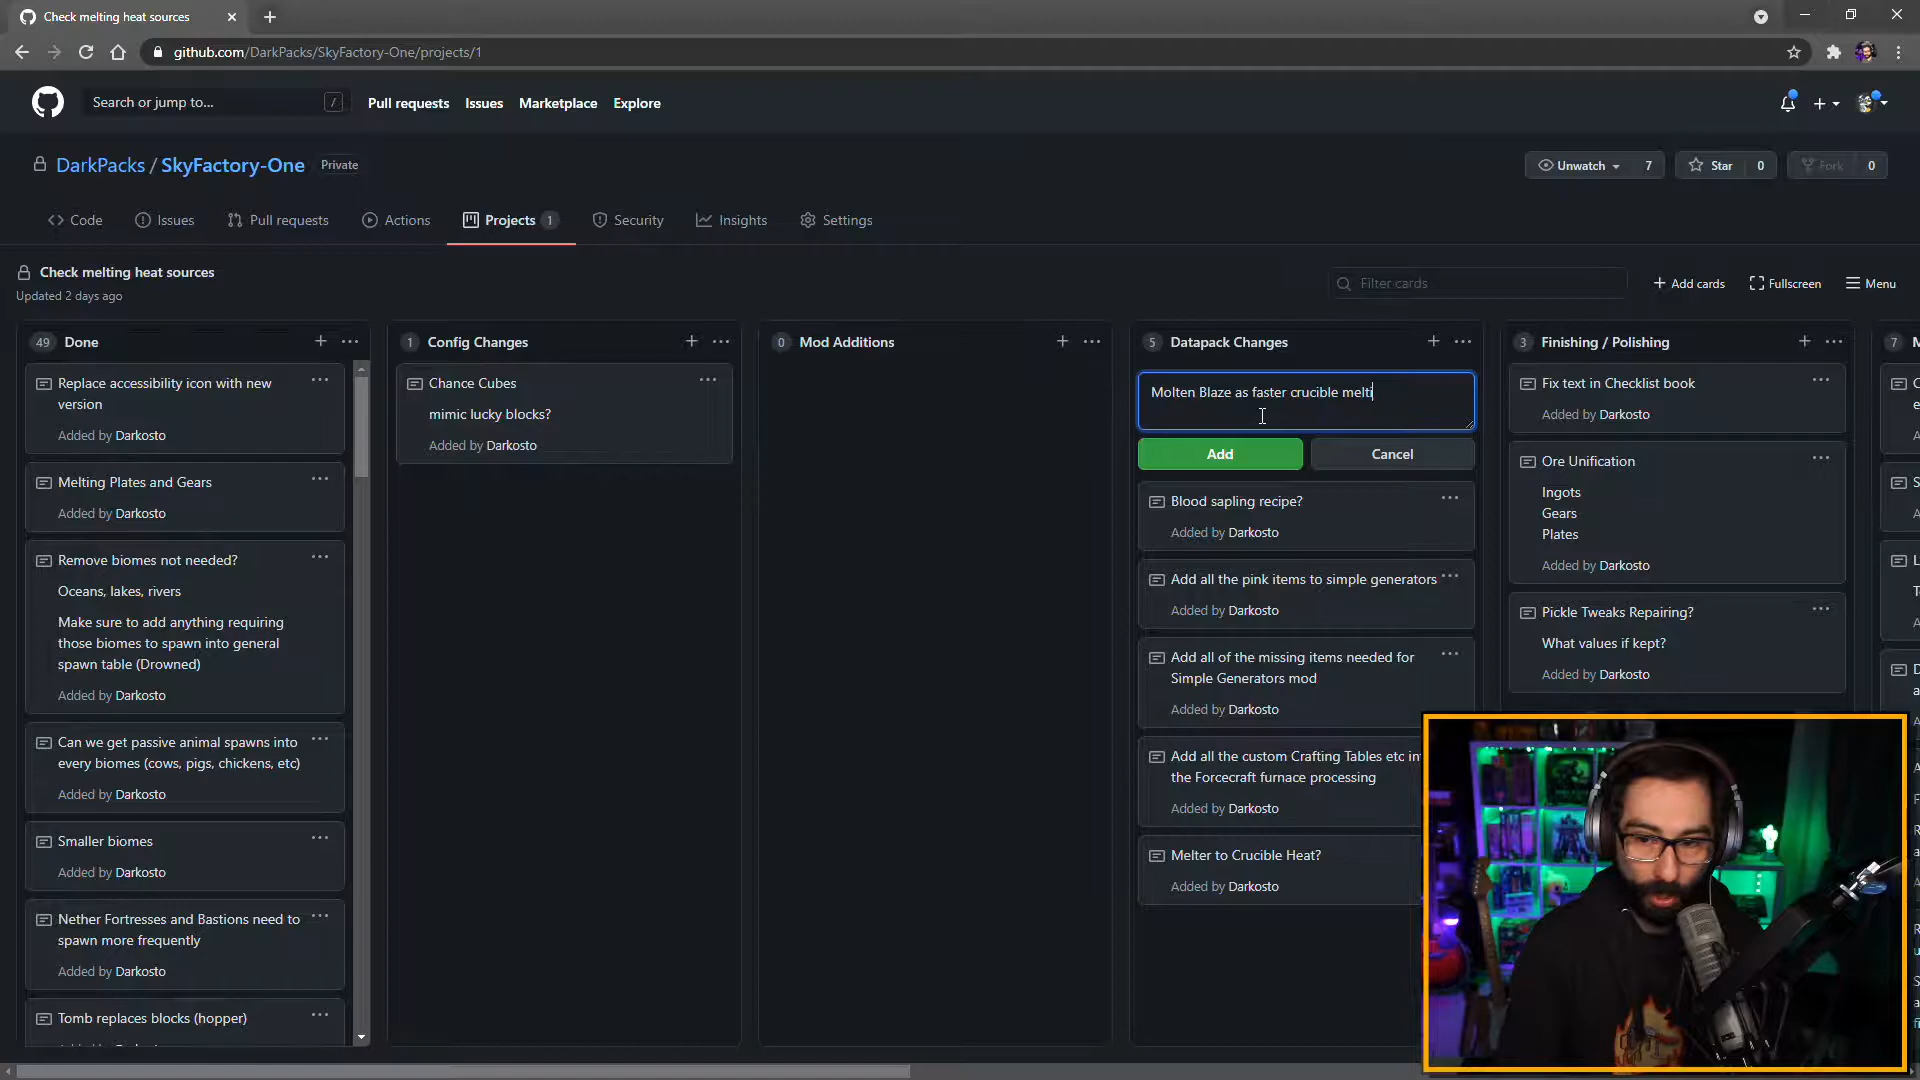 Check melting heat sources
github.com/DarkPacks/SkyFactory-One/projects/1
Search or jump to...
/
Pull requests
Issues
Marketplace
Explore
DarkPacks / SkyFactory-One
Private
Unwatch
7
Star
0
Fork
0
Code
Issues
Pull requests
Actions
Projects
1
Security
Insights
Settings
Check melting heat sources
Updated 2 days ago
Filter cards
Add cards
Fullscreen
Menu
49 Done
Replace accessibility icon with new
version
Added by Darkosto
Melting Plates and Gears
Added by Darkosto
Remove biomes not needed?
Oceans, lakes, rivers
Make sure to add anything requiring
those biomes to spawn into general
spawn table (Drowned)
Added by Darkosto
Can we get passive animal spawns into
every biomes (cows, pigs, chickens, etc)
Added by Darkosto
Smaller biomes
Added by Darkosto
Nether Fortresses and Bastions need to
spawn more frequently
Added by Darkosto
Tomb replaces blocks (hopper)
1 Config Changes
Chance Cubes
mimic lucky blocks?
Added by Darkosto
0 Mod Additions
5 Datapack Changes
Molten Blaze as faster crucible melti
Add
Cancel
Blood sapling recipe?
Added by Darkosto
Add all the pink items to simple generators
Added by Darkosto
Add all of the missing items needed for
Simple Generators mod
Added by Darkosto
Add all the custom Crafting Tables etc in
the Forcecraft furnace processing
Added by Darkosto
Melter to Crucible Heat?
Added by Darkosto
3 Finishing / Polishing
Fix text in Checklist book
Added by Darkosto
Ore Unification
Ingots
Gears
Plates
Added by Darkosto
Pickle Tweaks Repairing?
What values if kept?
Added by Darkosto
7